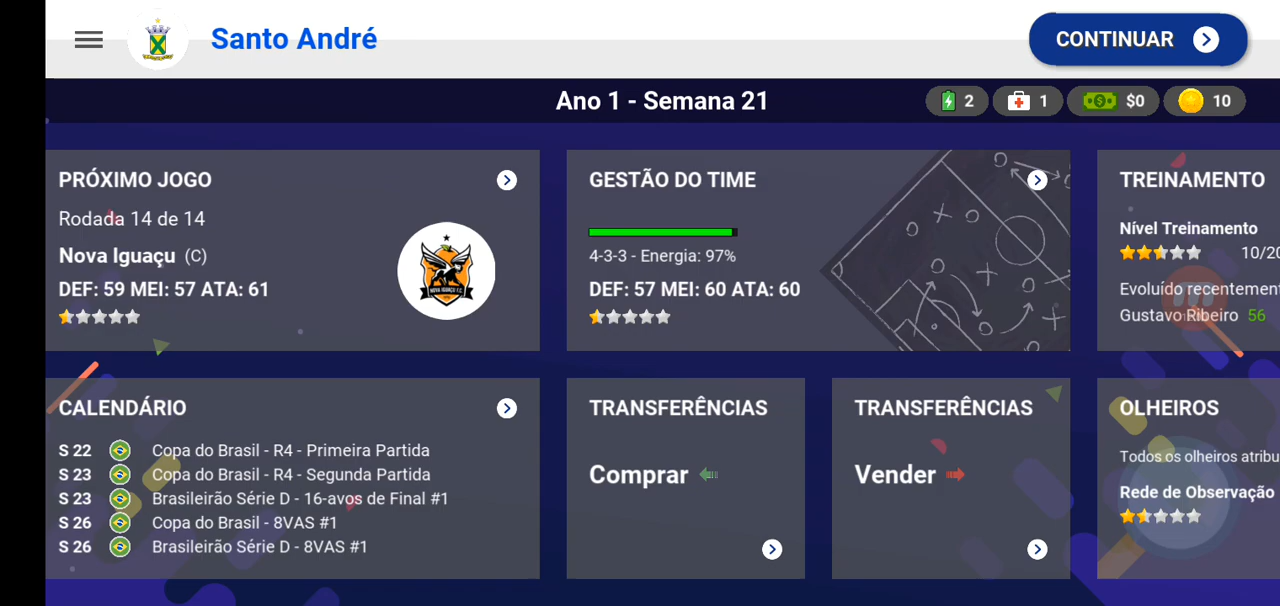 Santo André
CONTINUAR
Ano 1 - Semana 21
2
1
$0
10
PRÓXIMO JOGO
Rodada 14 de 14
Nova Iguaçu (C)
DEF: 59 MEI: 57 ATA: 61
NOVA IGUAÇU F.C.
GESTÃO DO TIME
4-3-3 - Energia: 97%
DEF: 57 MEI: 60 ATA: 60
TREINAMENTO
Nível Treinamento
10/20
Evoluído recentement
Gustavo Ribeiro 56
CALENDÁRIO
S 22 Copa do Brasil - R4 - Primeira Partida
S 23 Copa do Brasil - R4 - Segunda Partida
S 23 Brasileirão Série D - 16-avos de Final #1
S 26 Copa do Brasil - 8VAS #1
S 26 Brasileirão Série D - 8VAS #1
TRANSFERÊNCIAS
Comprar
TRANSFERÊNCIAS
Vender
OLHEIROS
Todos os olheiros atribu
Rede de Observação